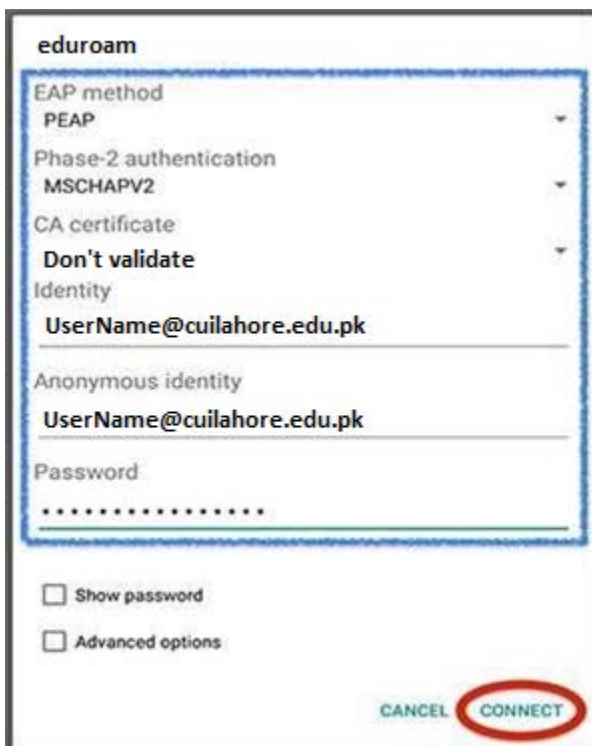 eduroam
EAP method
PEAP
Phase-2 authentication
MSCHAPV2
CA certificate
Don't validate
Identity
UserName@cuilahore.edu.pk
Anonymous identity
UserName@cuilahore.edu.pk
Password
••••••••••••••••
Show password
Advanced options
CANCEL CONNECT